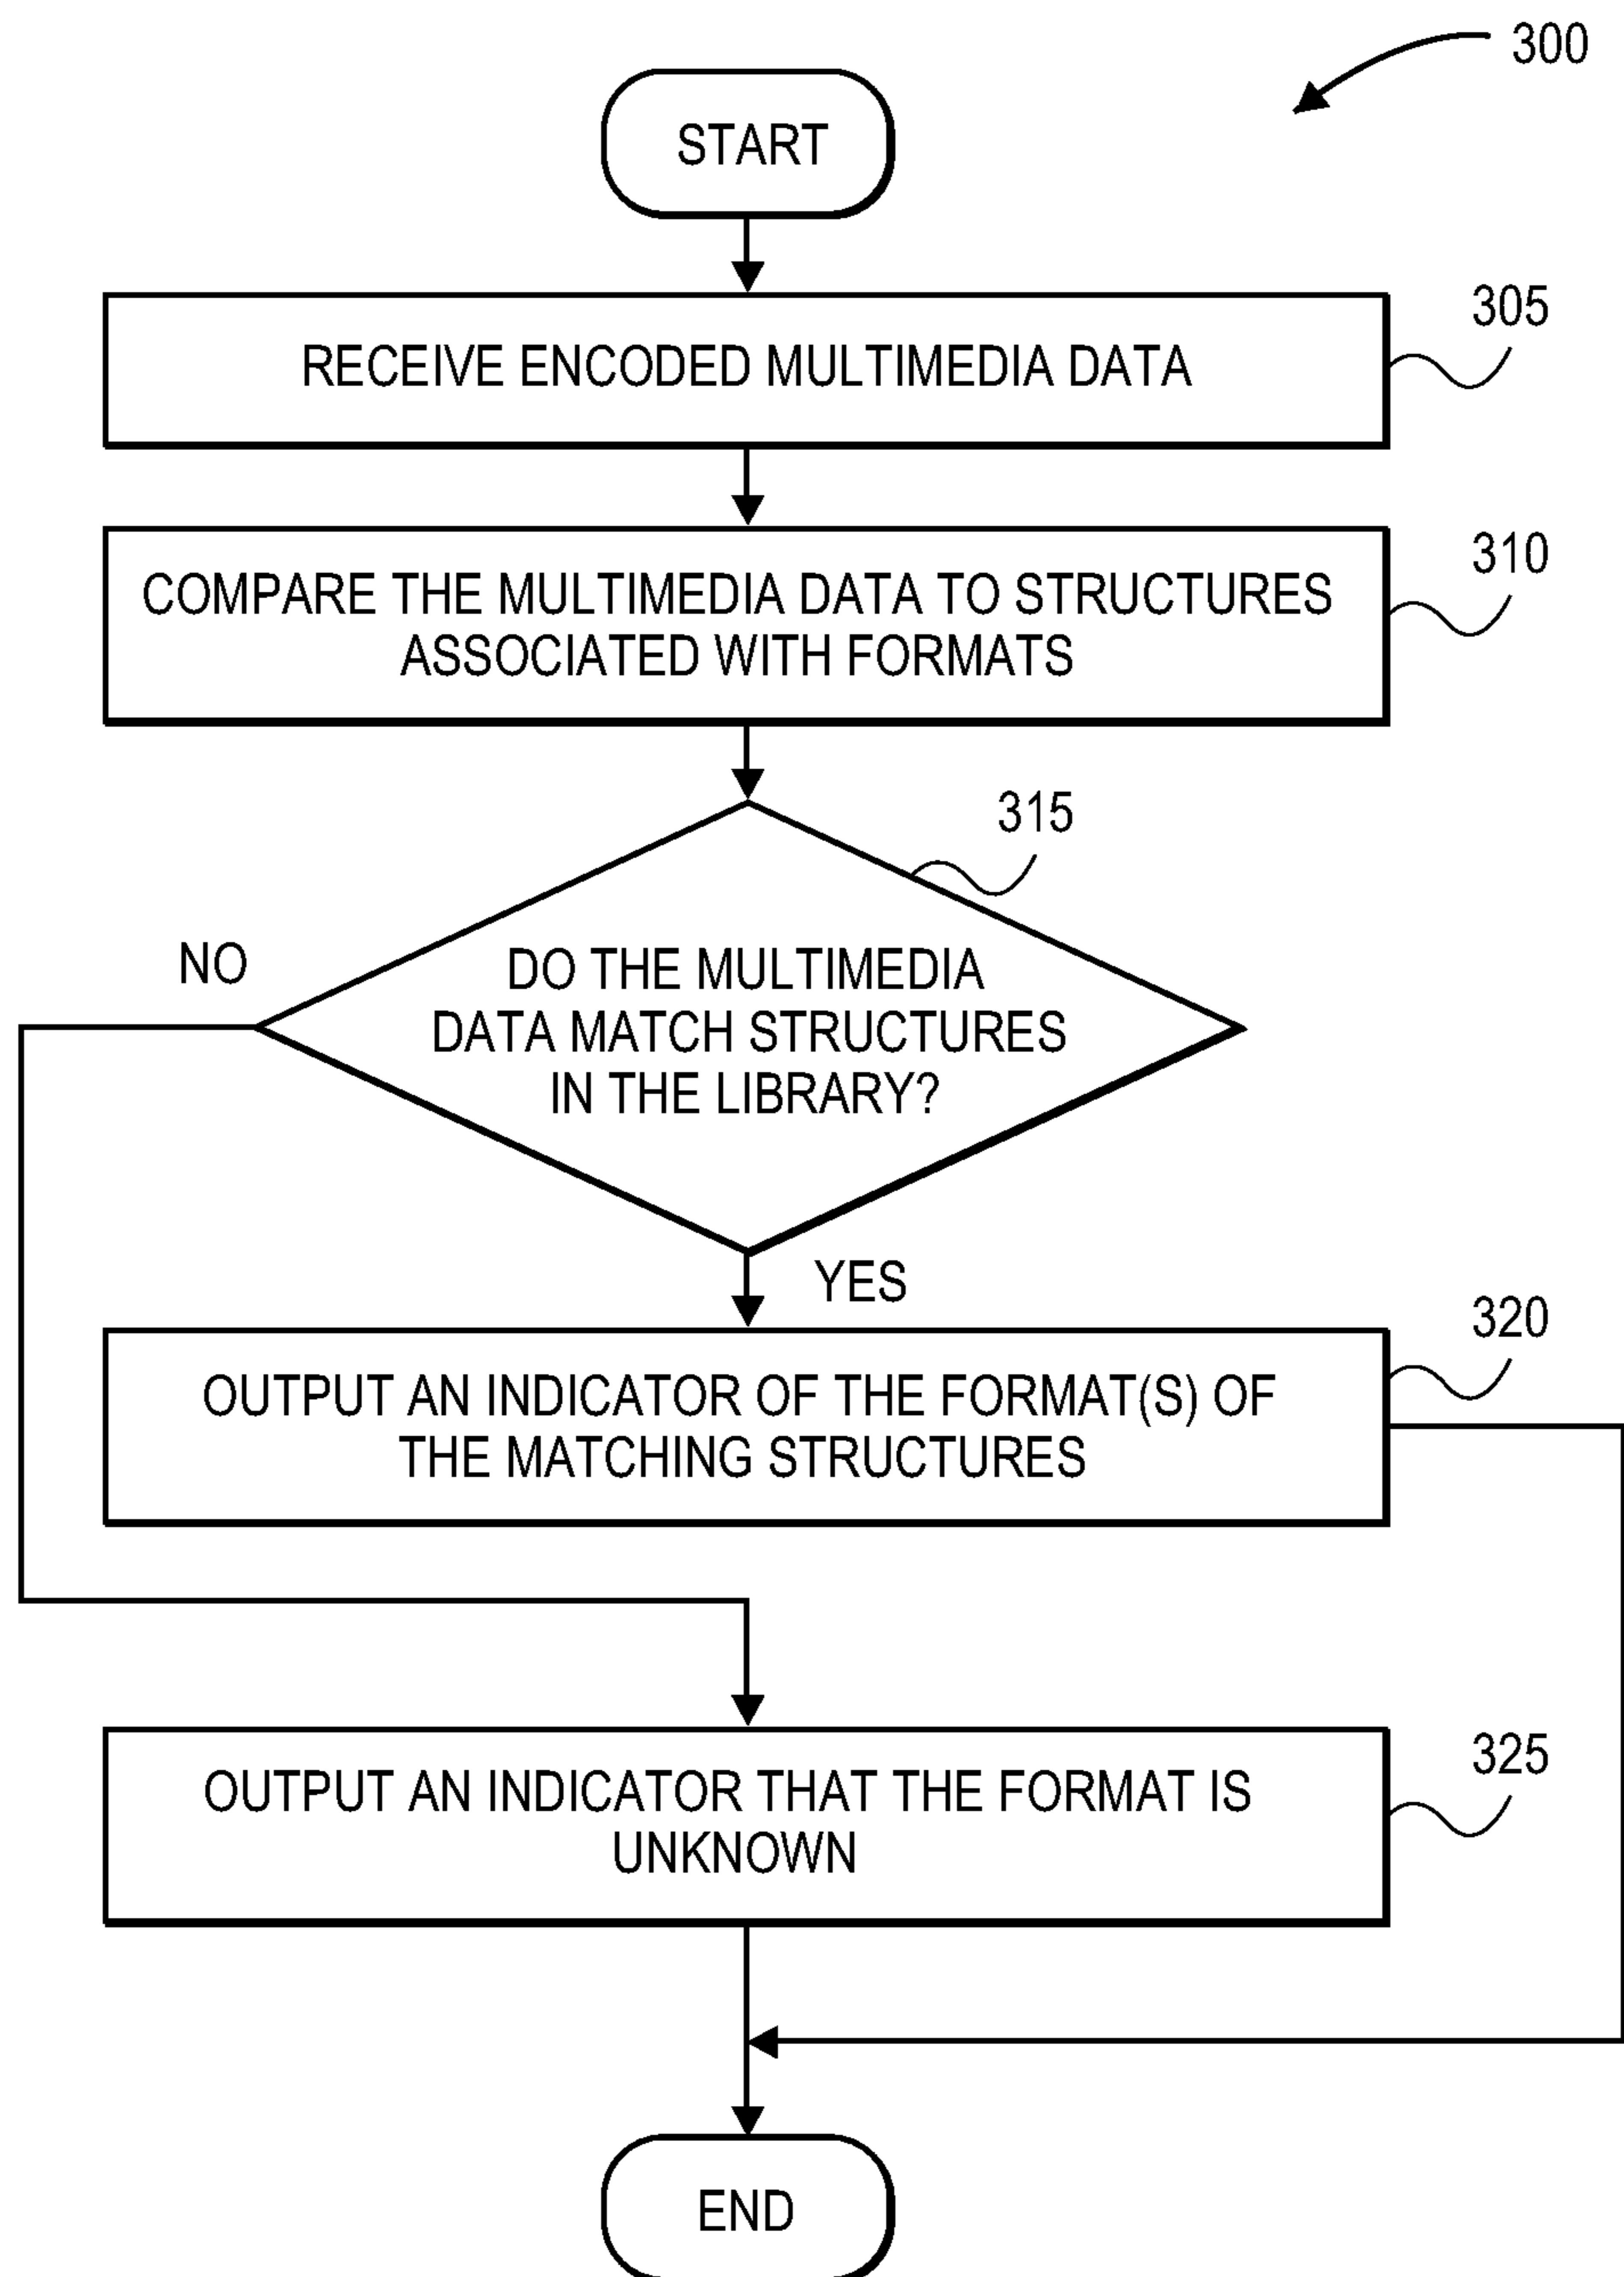 300
START
305
RECEIVE ENCODED MULTIMEDIA DATA
310
COMPARE THE MULTIMEDIA DATA TO STRUCTURES
ASSOCIATED WITH FORMATS
315
NO
DO THE MULTIMEDIA
DATA MATCH STRUCTURES
IN THE LIBRARY?
YES
320
OUTPUT AN INDICATOR OF THE FORMAT(S) OF
THE MATCHING STRUCTURES
325
OUTPUT AN INDICATOR THAT THE FORMAT IS
UNKNOWN
END